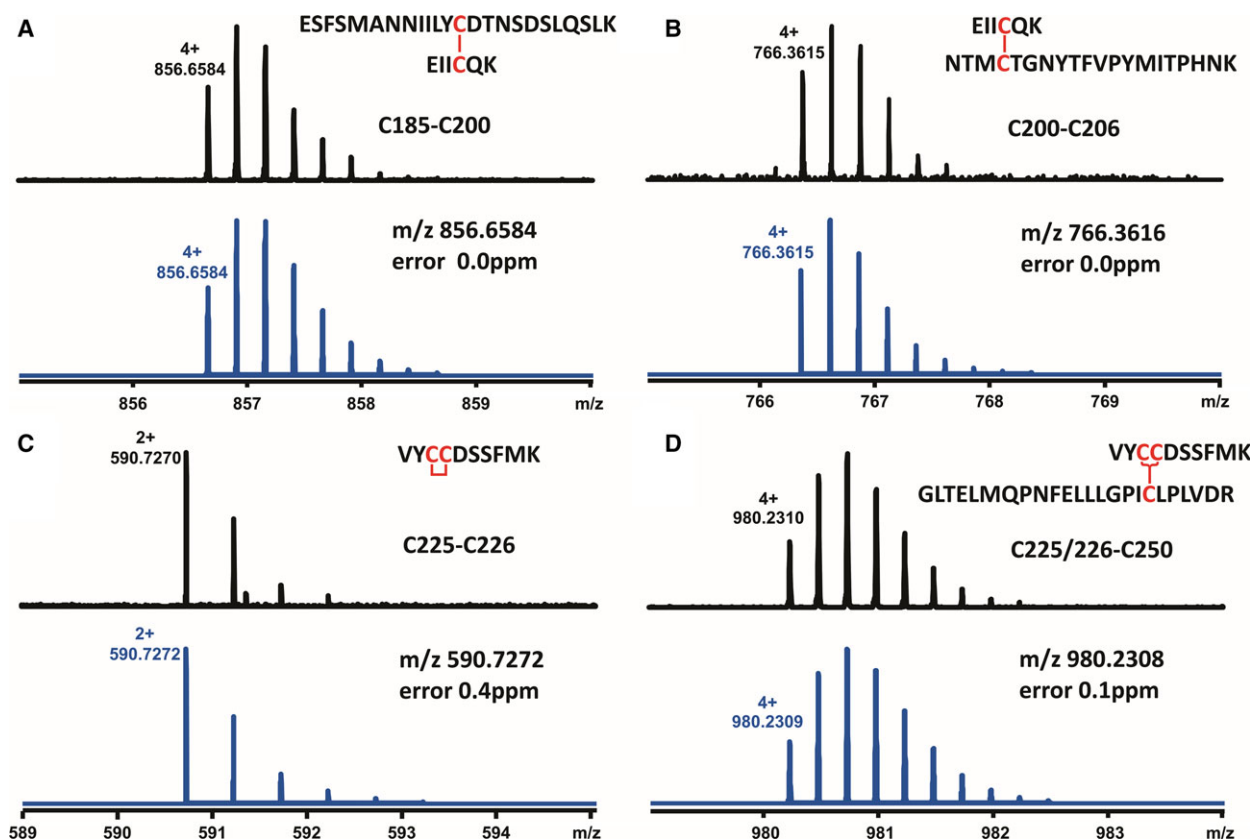 A
ESFSMANNIILYCDTNSDSLQSLK
EIICQK
4+
856.6584
C185-C200
4+
856.6584
m/z 856.6584
error 0.0ppm
856 857 858 859 m/z
B
EIICQK
NTMCTGNYTFVPYMITPHNK
4+
766.3615
C200-C206
4+
766.3615
m/z 766.3616
error 0.0ppm
766 767 768 769 m/z
C
2+
590.7270
VYCCDSSFMK
C225-C226
2+
590.7272
m/z 590.7272
error 0.4ppm
589 590 591 592 593 594 m/z
D
VYCCDSSFMK
GLTELMQPNFELLLGPICLPLVDR
4+
980.2310
C225/226-C250
4+
980.2309
m/z 980.2308
error 0.1ppm
980 981 982 983 m/z